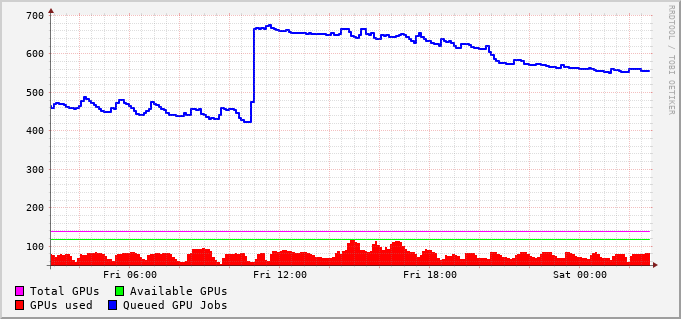 700
600
500
400
300
200
100
Fri 06:00 Fri 12:00 Fri 18:00 Sat 00:00
Total GPUs Available GPUs
GPUs used Queued GPU Jobs
RRDTOOL / TOBI OETIKER